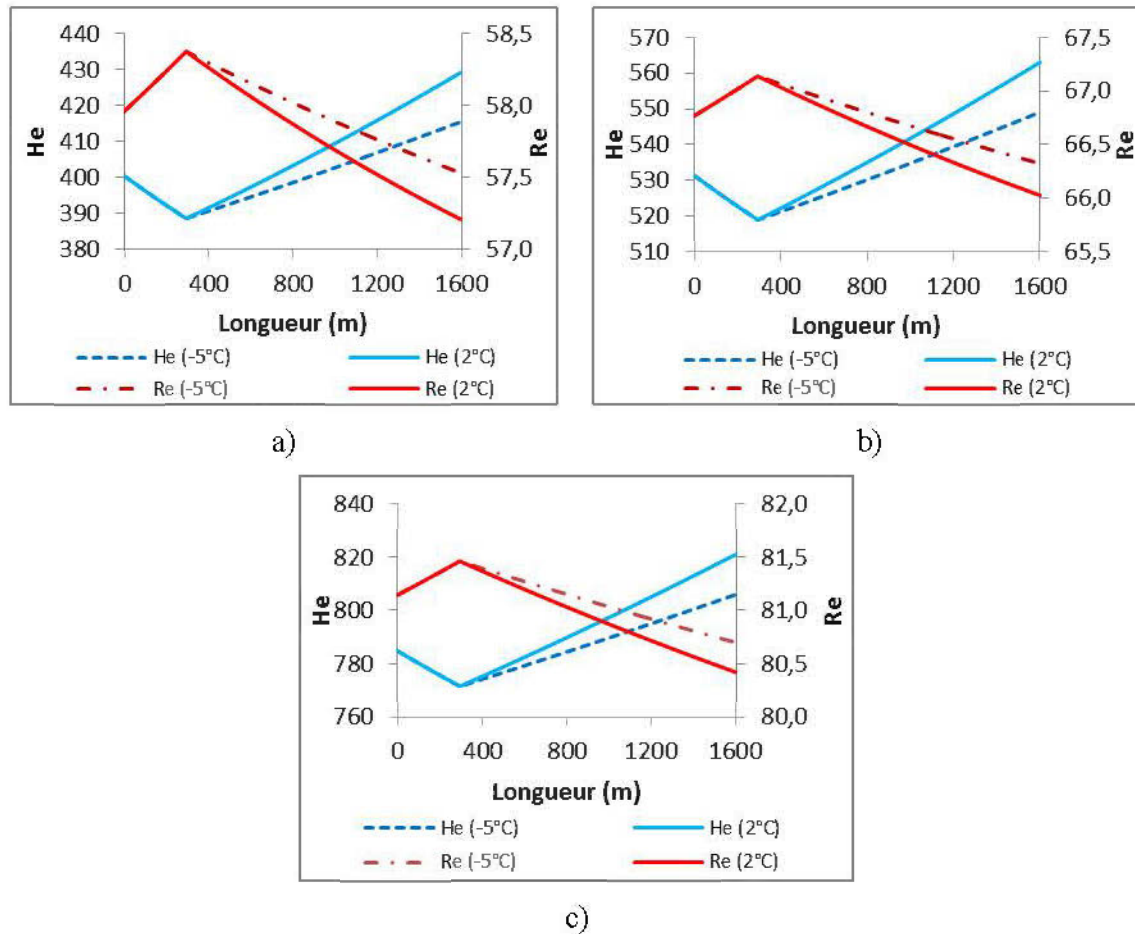 440 58,5
430
420 58,0
410
400 57,5
390
380 57,0
He
Re
0 400 800 1200 1600
Longueur (m)
He (-5°C) He (2°C)
Re (-5°C) Re (2°C)
a)
570 67,5
560
550 67,0
540 66,5
530
520 66,0
510 65,5
He
Re
0 400 800 1200 1600
Longueur (m)
He (-5°C) He (2°C)
Re (-5°C) Re (2°C)
b)
840 82,0
820 81,5
800 81,0
780 80,5
760 80,0
He
Re
0 400 800 1200 1600
Longueur (m)
He (-5°C) He (2°C)
Re (-5°C) Re (2°C)
c)